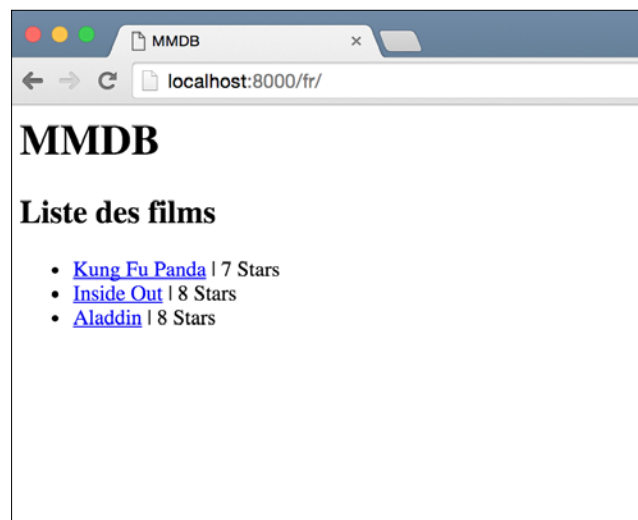 MMDB
localhost:8000/fr/
MMDB
Liste des films
Kung Fu Panda | 7 Stars
Inside Out | 8 Stars
Aladdin | 8 Stars